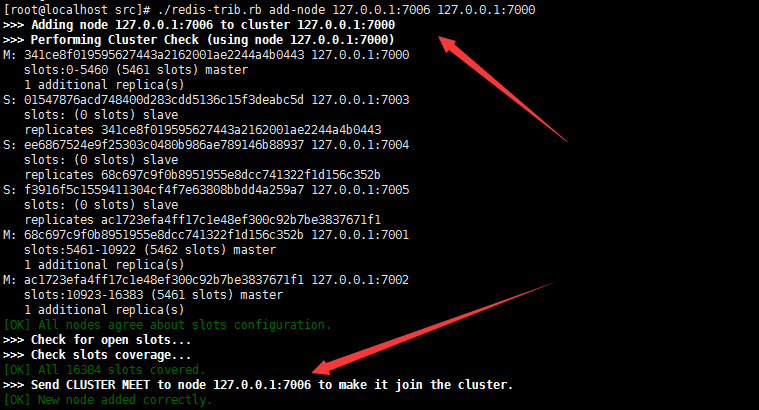 [root@localhost src]# ./redis-trib.rb add-node 127.0.0.1:7006 127.0.0.1:7000
>>> Adding node 127.0.0.1:7006 to cluster 127.0.0.1:7000
>>> Performing Cluster Check (using node 127.0.0.1:7000)
M: 341ce8f019595627443a2162001ae2244a4b0443 127.0.0.1:7000
   slots:0-5460 (5461 slots) master
   1 additional replica(s)
S: 01547876acd748400d283cdd5136c15f3deabc5d 127.0.0.1:7003
   slots: (0 slots) slave
   replicates 341ce8f019595627443a2162001ae2244a4b0443
S: ee6867524e9f25303c0480b986ae789146b88937 127.0.0.1:7004
   slots: (0 slots) slave
   replicates 68c697c9f0b8951955e8dcc741322f1d156c352b
S: f3916f5c1559411304cf4f7e63808bbdd4a259a7 127.0.0.1:7005
   slots: (0 slots) slave
   replicates ac1723efa4ff17c1e48ef300c92b7be3837671f1
M: 68c697c9f0b8951955e8dcc741322f1d156c352b 127.0.0.1:7001
   slots:5461-10922 (5462 slots) master
   1 additional replica(s)
M: ac1723efa4ff17c1e48ef300c92b7be3837671f1 127.0.0.1:7002
   slots:10923-16383 (5461 slots) master
   1 additional replica(s)
[OK] All nodes agree about slots configuration.
>>> Check for open slots...
>>> Check slots coverage...
[OK] All 16384 slots covered.
>>> Send CLUSTER MEET to node 127.0.0.1:7006 to make it join the cluster.
[OK] New node added correctly.